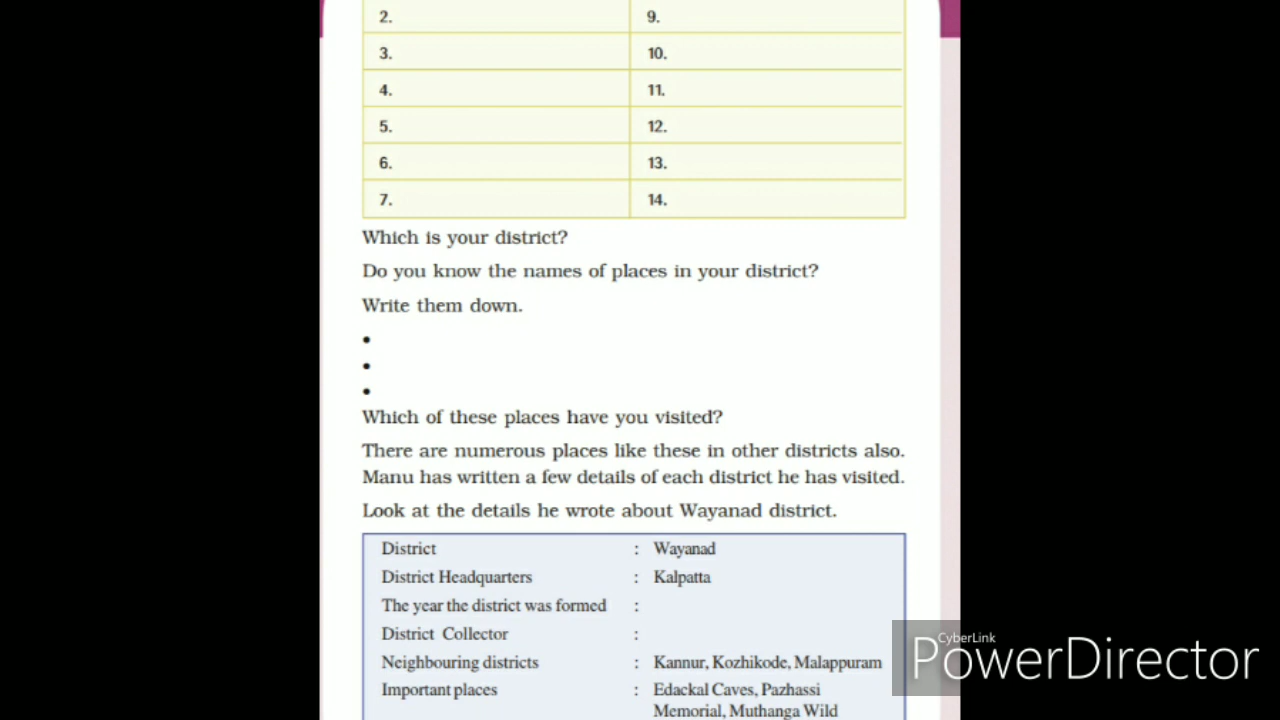 2. 9.
3. 10.
4. 11.
5. 12.
6. 13.
7. 14.
Which is your district?
Do you know the names of places in your district?
Write them down.
•
•
•
Which of these places have you visited?
There are numerous places like these in other districts also.
Manu has written a few details of each district he has visited.
Look at the details he wrote about Wayanad district.
District : Wayanad
District Headquarters : Kalpatta
The year the district was formed :
District Collector :
Neighbouring districts : Kannur, Kozhikode, Malappuram
Important places : Edackal Caves, Pazhassi
Memorial, Muthanga Wild
CyberLink
PowerDirector